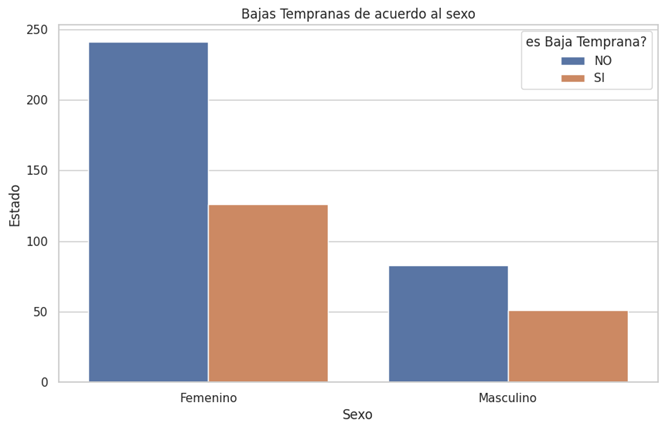 Bajas Tempranas de acuerdo al sexo
es Baja Temprana?
NO
SI
250
200
150
100
50
0
Estado
Femenino
Masculino
Sexo